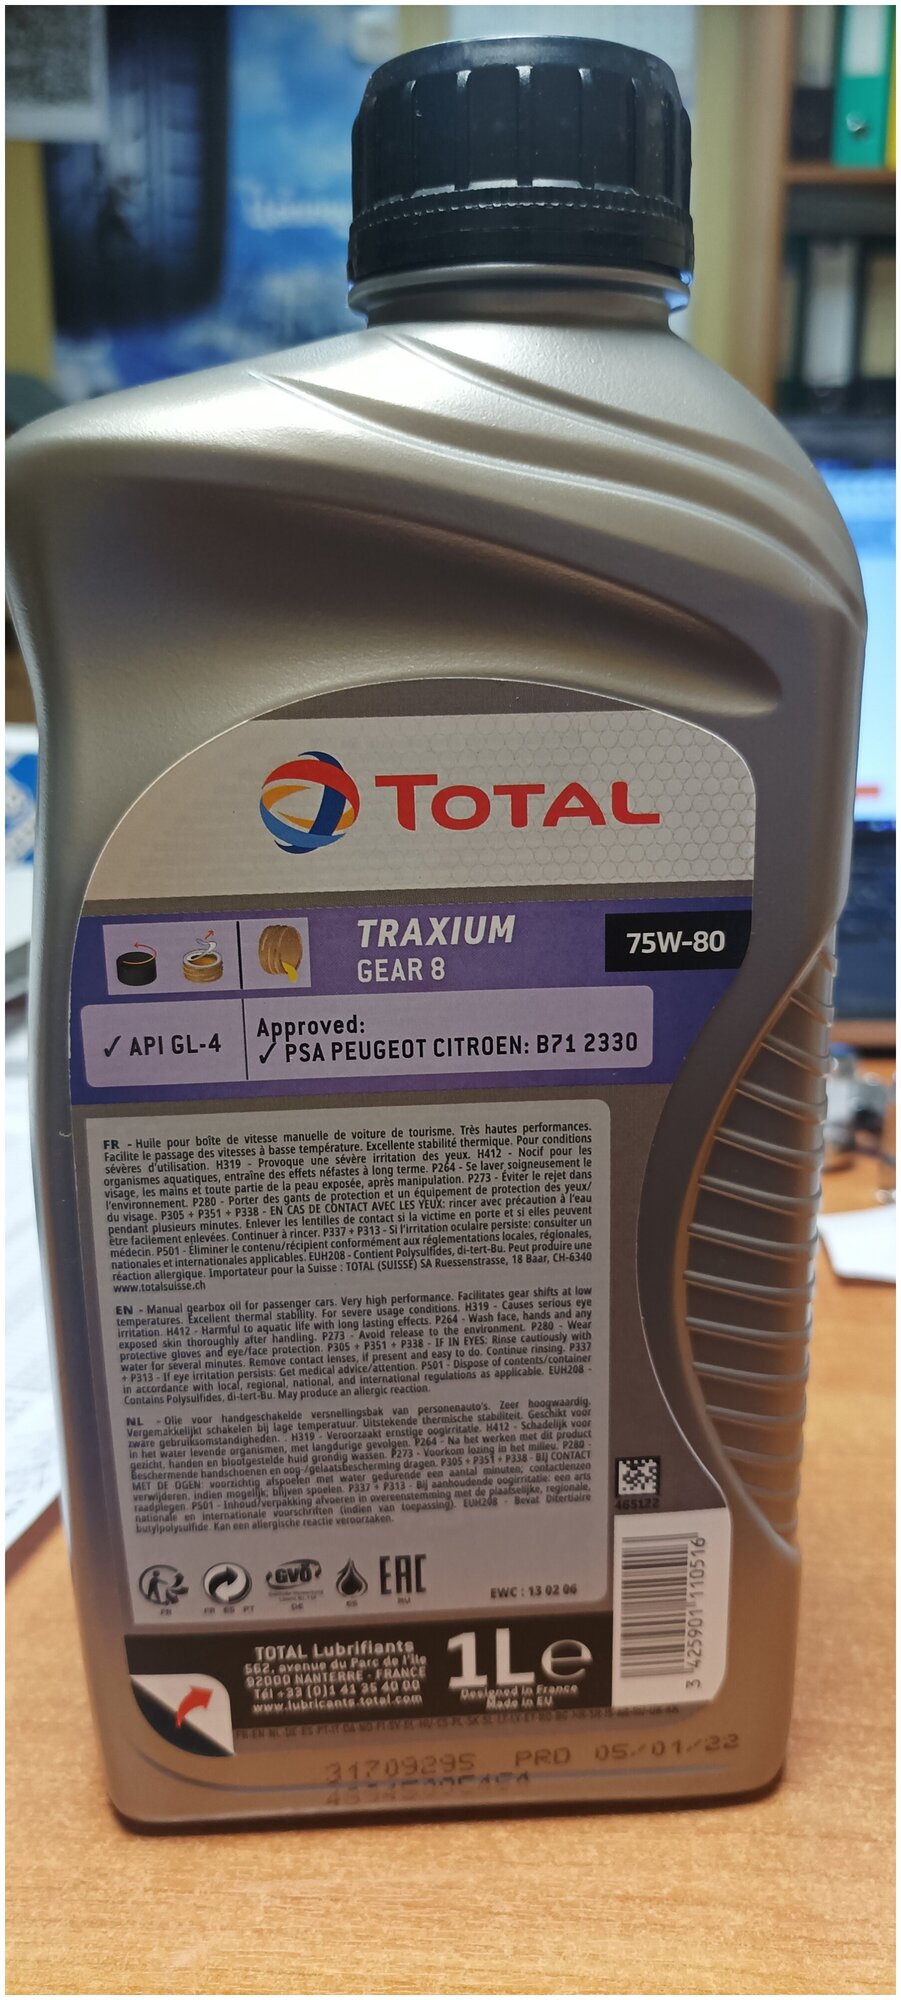 TOTAL
TRAXIUM
GEAR 8
75W-80
✓ API GL-4
Approved:
✓ PSA PEUGEOT CITROEN: B71 2330
FR - Huile pour boîte de vitesse manuelle de voiture de tourisme. Très hautes performances.
Facilite le passage des vitesses à basse température. Excellente stabilité thermique. Pour conditions
sévères d'utilisation. H319 - Provoque une sévère irritation des yeux. H412 - Nocif pour les
organismes aquatiques, entraîne des effets néfastes à long terme. P264 - Se laver soigneusement le
visage, les mains et toute partie de la peau exposée, après manipulation. P273 - Éviter le rejet dans
l'environnement. P280 - Porter des gants de protection et un équipement de protection des yeux/
du visage. P305 + P351 + P338 - EN CAS DE CONTACT AVEC LES YEUX: rincer avec précaution à l'eau
pendant plusieurs minutes. Enlever les lentilles de contact si la victime en porte et si elles peuvent
être facilement enlevées. Continuer à rincer. P337 + P313 - Si l'irritation oculaire persiste: consulter un
médecin. P501 - Éliminer le contenu/récipient conformément aux réglementations locales, régionales,
nationales et internationales applicables. EUH208 - Contient Polysulfides, di-tert-Bu. Peut produire une
réaction allergique. Importateur pour la Suisse : TOTAL (SUISSE) SA Ruessenstrasse, 18 Baar, CH-6340
www.totalsuisse.ch
EN - Manual gearbox oil for passenger cars. Very high performance. Facilitates gear shifts at low
temperatures. Excellent thermal stability. For severe usage conditions. H319 - Causes serious eye
irritation. H412 - Harmful to aquatic life with long lasting effects. P264 - Wash face, hands and any
exposed skin thoroughly after handling. P273 - Avoid release to the environment. P280 - Wear
protective gloves and eye/face protection. P305 + P351 + P338 - IF IN EYES: Rinse cautiously with
water for several minutes. Remove contact lenses, if present and easy to do. Continue rinsing. P337
+ P313 - If eye irritation persists: Get medical advice/attention. P501 - Dispose of contents/container
in accordance with local, regional, national, and international regulations as applicable. EUH208 -
Contains Polysulfides, di-tert-Bu. May produce an allergic reaction.
NL - Olie voor handgeschakelde versnellingsbak van personenauto's. Zeer hoogwaardig.
Vergemakkelijkt schakelen bij lage temperatuur. Uitstekende thermische stabiliteit. Geschikt voor
zware gebruiksomstandigheden. H319 - Veroorzaakt ernstige oogirritatie. H412 - Schadelijk voor
in het water levende organismen, met langdurige gevolgen. P264 - Na het werken met dit product
gezicht, handen en blootgestelde huid grondig wassen. P273 - Voorkom lozing in het milieu. P280 -
Beschermende handschoenen en oog-/gelaatsbescherming dragen. P305 + P351 + P338 - BIJ CONTACT
MET DE OGEN: voorzichtig afspoelen met water gedurende een aantal minuten; contactlenzen
verwijderen, indien mogelijk; blijven spoelen. P337 + P313 - Bij aanhoudende oogirritatie: een arts
raadplegen. P501 - Inhoud/verpakking afvoeren in overeenstemming met de plaatselijke, regionale,
nationale en internationale voorschriften (indien van toepassing). EUH208 - Bevat Ditertiaire
butylpolysulfide. Kan een allergische reactie veroorzaken.
465122
GVÖ
EAC
FR
FR ES PT
DE
ES
RU
EWC : 13 02 06
TOTAL Lubrifiants
562, avenue du Parc de l'île
92000 NANTERRE - FRANCE
Tél +33 (0)1 41 35 40 00
www.lubricants.total.com
1L e
Designed in France
Made in EU
3 425901 110516
31709295 PRD 05/01/22